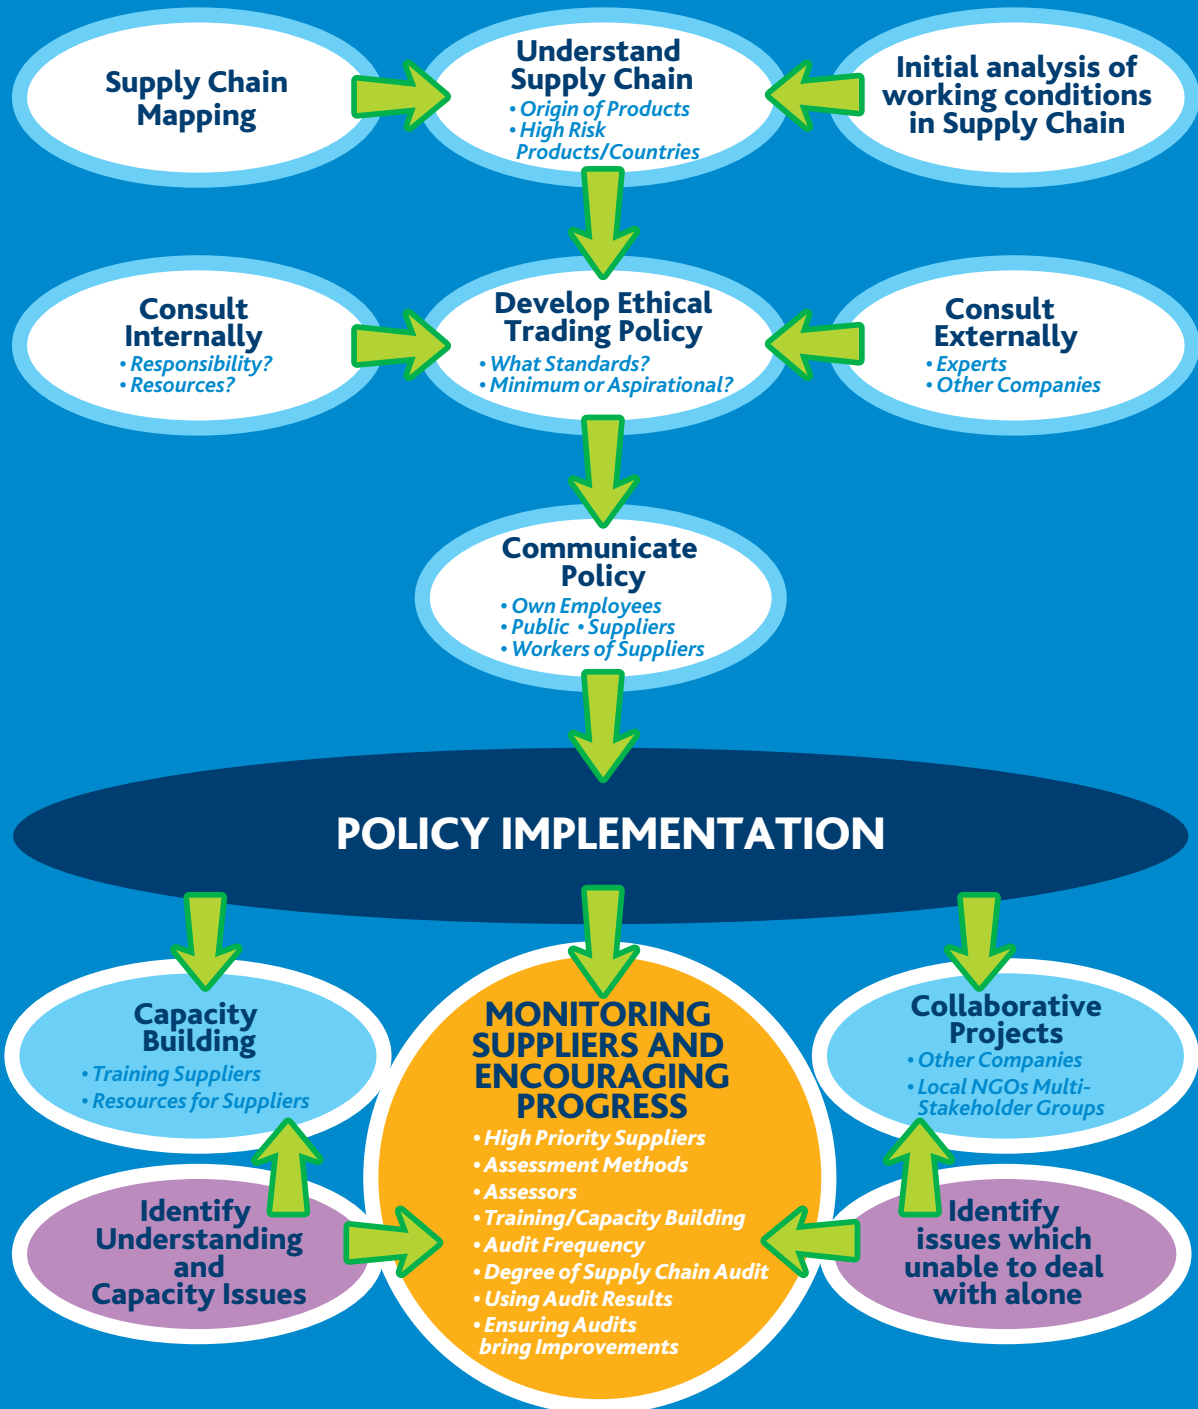 Supply Chain
Mapping
Understand
Supply Chain
• Origin of Products
• High Risk
Products/Countries
Initial analysis of
working conditions
in Supply Chain
Consult
Internally
• Responsibility?
• Resources?
Develop Ethical
Trading Policy
• What Standards?
• Minimum or Aspirational?
Consult
Externally
• Experts
• Other Companies
Communicate
Policy
• Own Employees
• Public • Suppliers
• Workers of Suppliers
POLICY IMPLEMENTATION
Capacity
Building
• Training Suppliers
• Resources for Suppliers
MONITORING
SUPPLIERS AND
ENCOURAGING
PROGRESS
• High Priority Suppliers
• Assessment Methods
• Assessors
• Training/Capacity Building
• Audit Frequency
• Degree of Supply Chain Audit
• Using Audit Results
• Ensuring Audits
bring Improvements
Collaborative
Projects
• Other Companies
• Local NGOs Multi-
Stakeholder Groups
Identify
Understanding
and
Capacity Issues
Identify
issues which
unable to deal
with alone